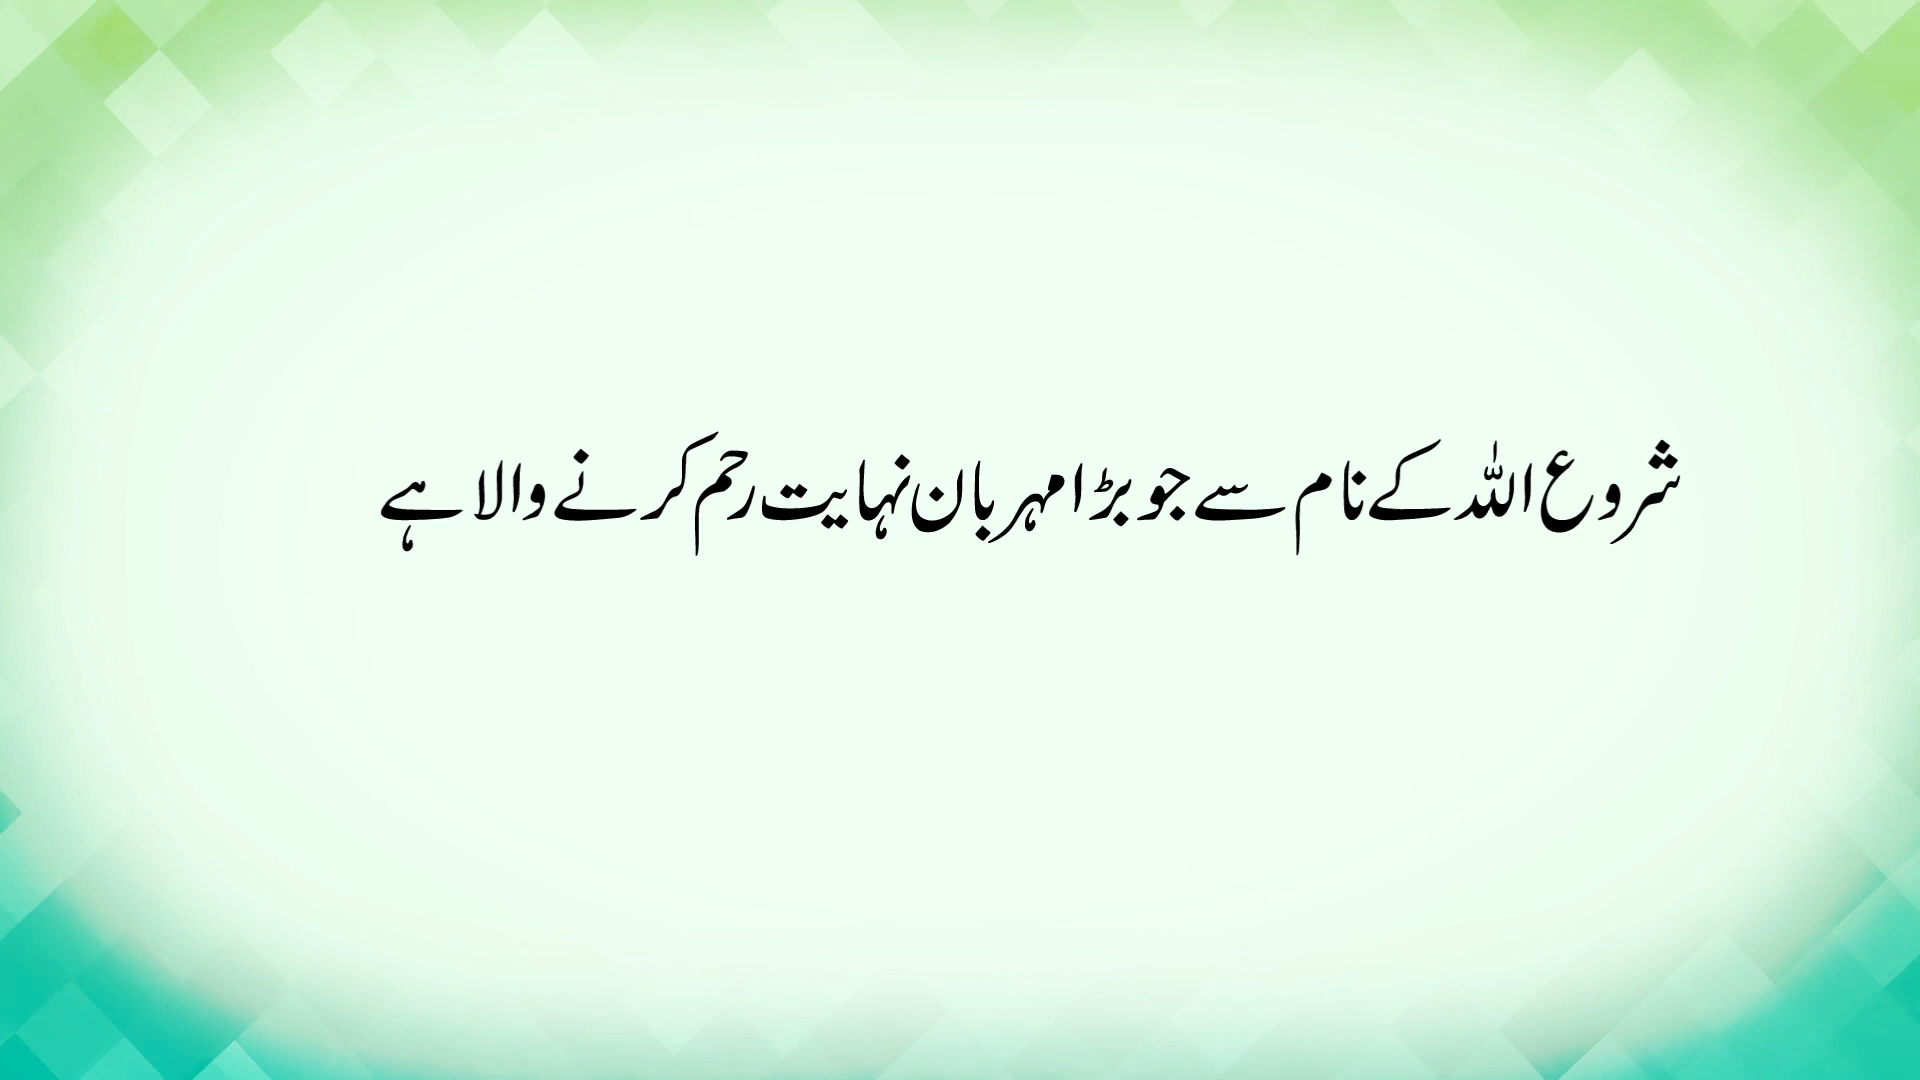 شروع اللہ کے نام سے جو بڑا مہربان نہایت رحم کرنے والا ہے